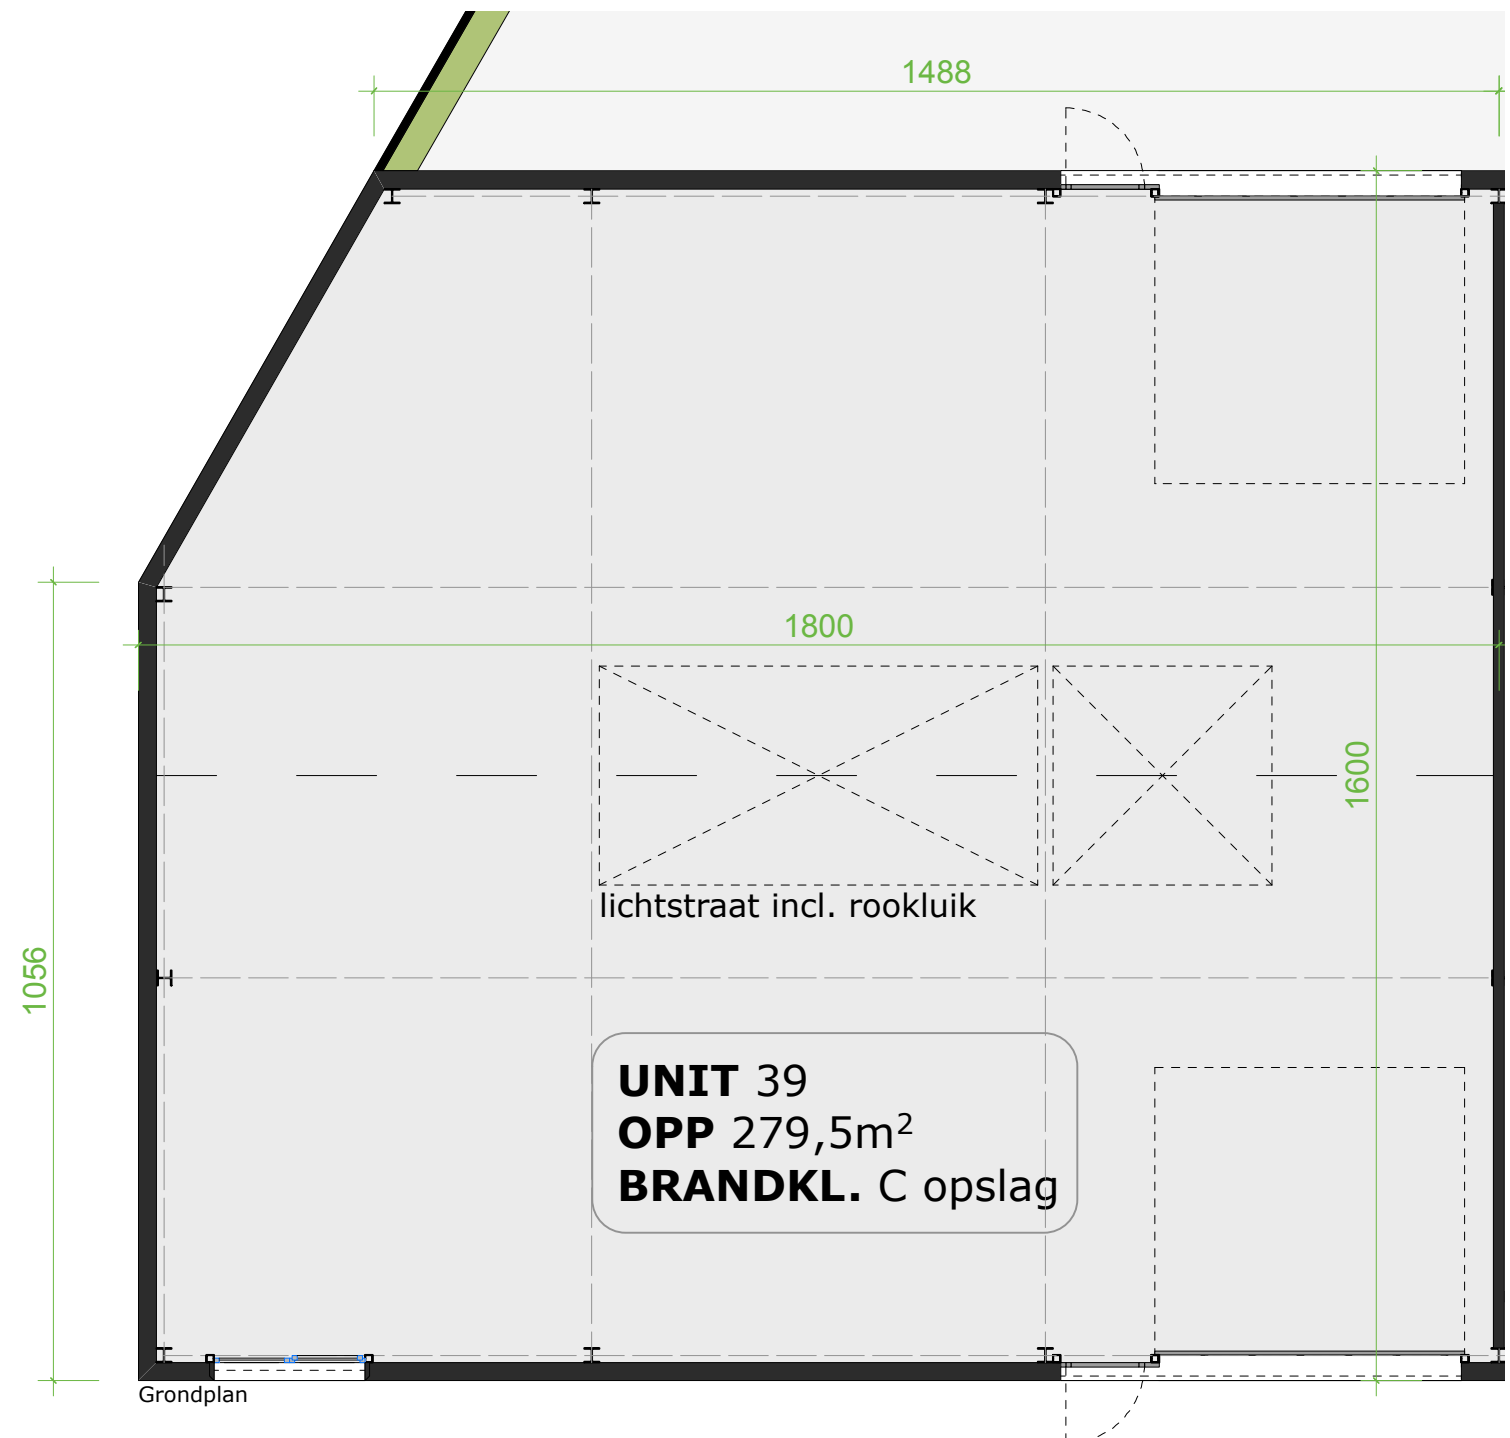 1488
1800
1600
lichtstraat incl. rookluik
1056
UNIT 39
OPP 279,5m²
BRANDKL. C opslag
Grondplan